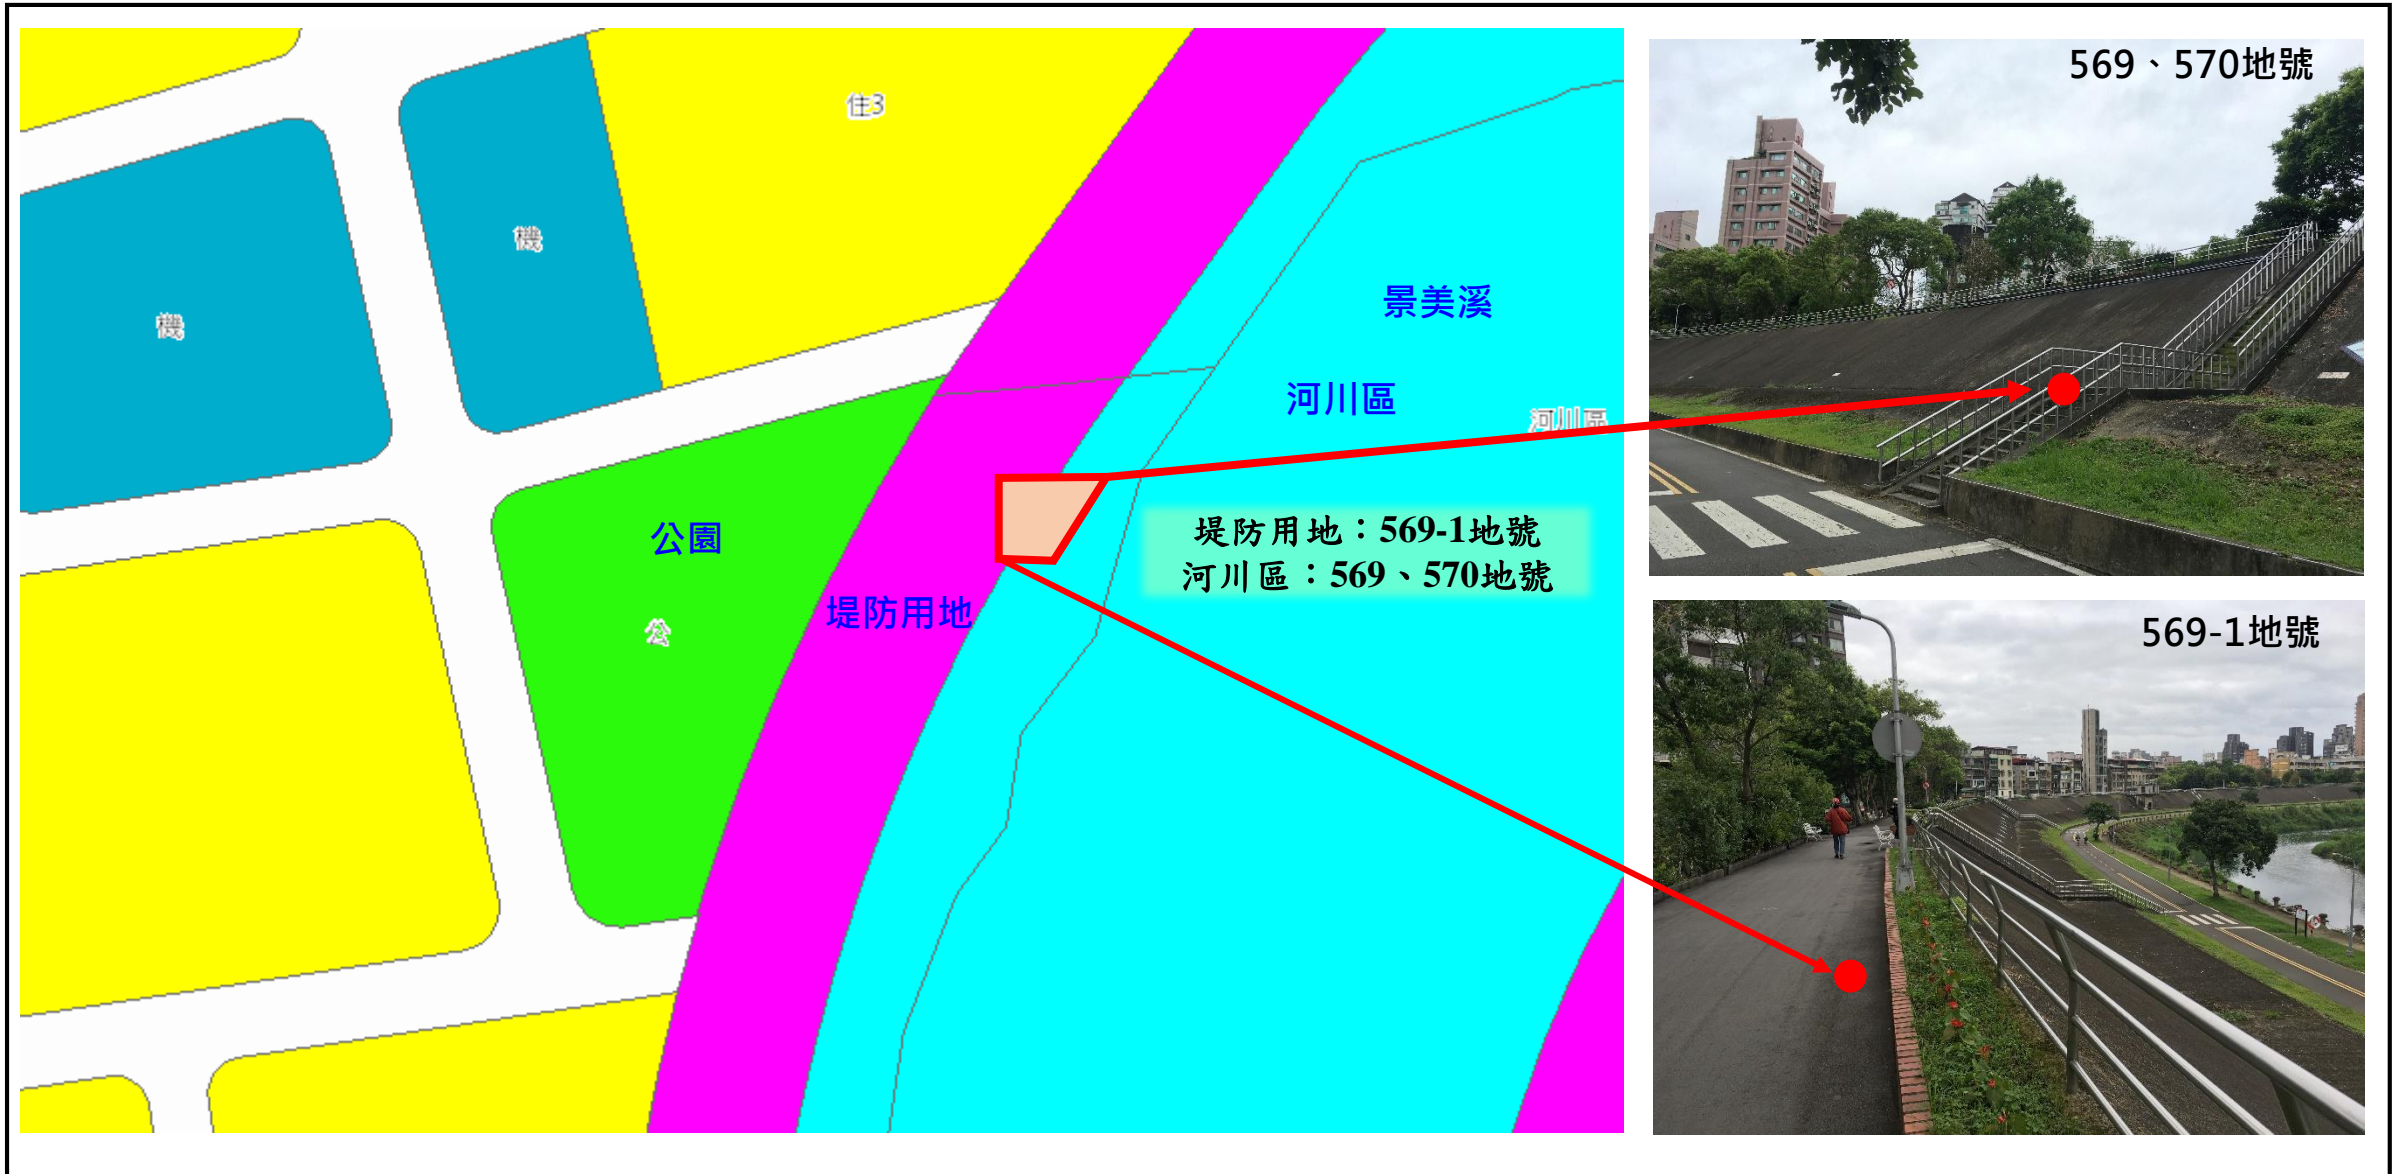 住3
機
機
景美溪
河川區
河川區
公園
公
堤防用地
堤防用地：569-1地號
河川區：569、570地號
569、570地號
569-1地號